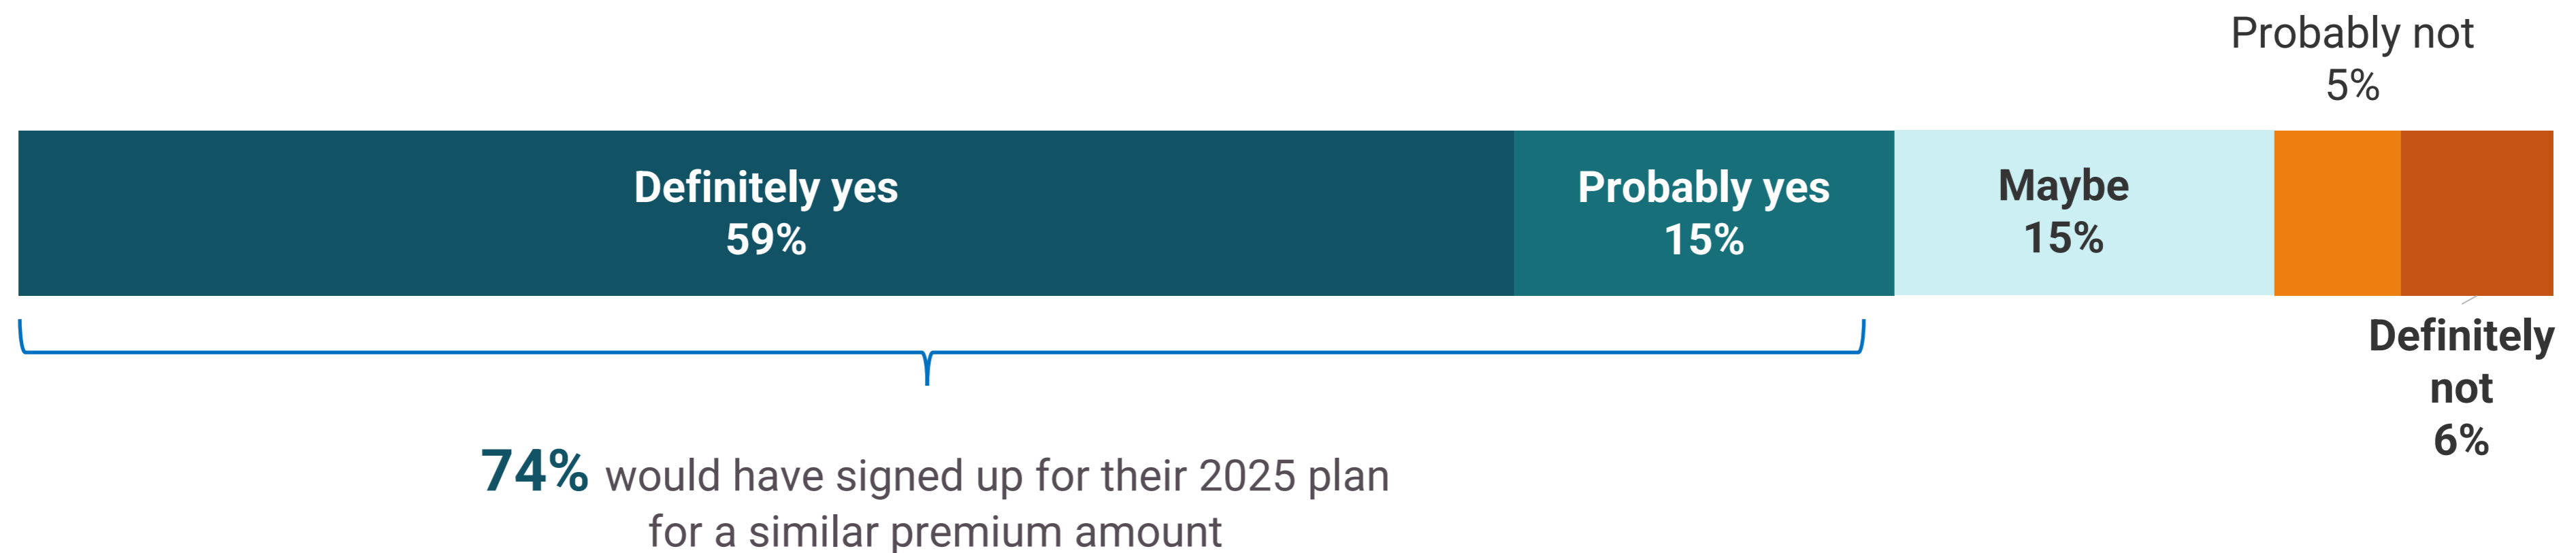 Probably not
5%
Definitely yes
59%
Probably yes
15%
Maybe
15%
Definitely
not
6%
74% would have signed up for their 2025 plan
for a similar premium amount